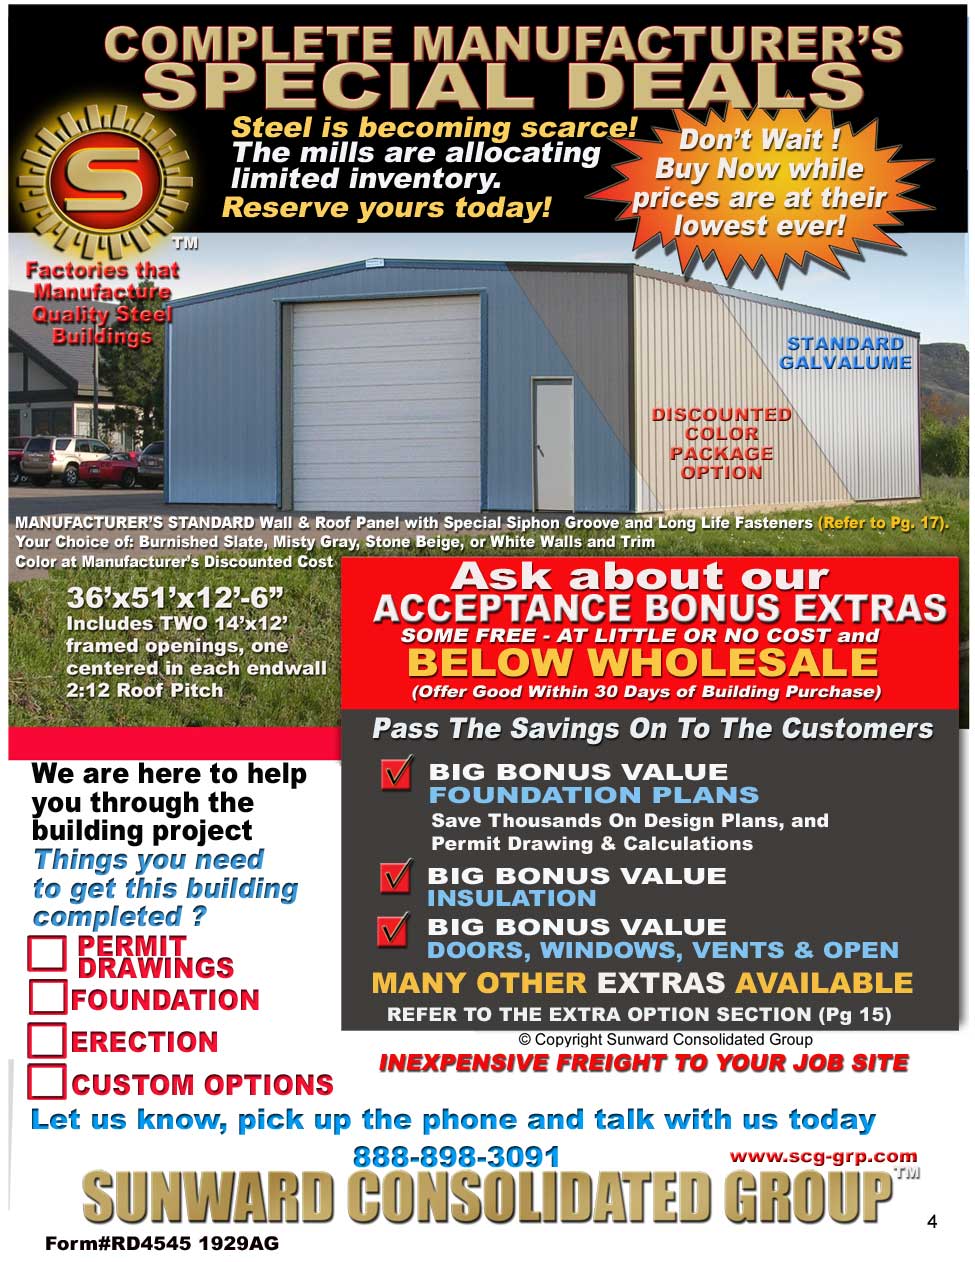 COMPLETE MANUFACTURER'S
SPECIAL DEALS
Steel is becoming scarce!
The mills are allocating
limited inventory.
Reserve yours today!
Don't Wait !
Buy Now while
prices are at their
lowest ever!
S
TM
Factories that
Manufacture
Quality Steel
Buildings
STANDARD
GALVALUME
DISCOUNTED
COLOR
PACKAGE
OPTION
MANUFACTURER'S STANDARD Wall & Roof Panel with Special Siphon Groove and Long Life Fasteners (Refer to Pg. 17).
Your Choice of: Burnished Slate, Misty Gray, Stone Beige, or White Walls and Trim
Color at Manufacturer's Discounted Cost
36'x51'x12'-6"
Includes TWO 14'x12'
framed openings, one
centered in each endwall
2:12 Roof Pitch
Ask about our
ACCEPTANCE BONUS EXTRAS
SOME FREE - AT LITTLE OR NO COST and
BELOW WHOLESALE
(Offer Good Within 30 Days of Building Purchase)
Pass The Savings On To The Customers
BIG BONUS VALUE
FOUNDATION PLANS
Save Thousands On Design Plans, and
Permit Drawing & Calculations
BIG BONUS VALUE
INSULATION
BIG BONUS VALUE
DOORS, WINDOWS, VENTS & OPEN
MANY OTHER EXTRAS AVAILABLE
REFER TO THE EXTRA OPTION SECTION (Pg 15)
© Copyright Sunward Consolidated Group
INEXPENSIVE FREIGHT TO YOUR JOB SITE
We are here to help
you through the
building project
Things you need
to get this building
completed ?
PERMIT
DRAWINGS
FOUNDATION
ERECTION
CUSTOM OPTIONS
Let us know, pick up the phone and talk with us today
888-898-3091
www.scg-grp.com
SUNWARD CONSOLIDATED GROUP TM
4
Form#RD4545 1929AG